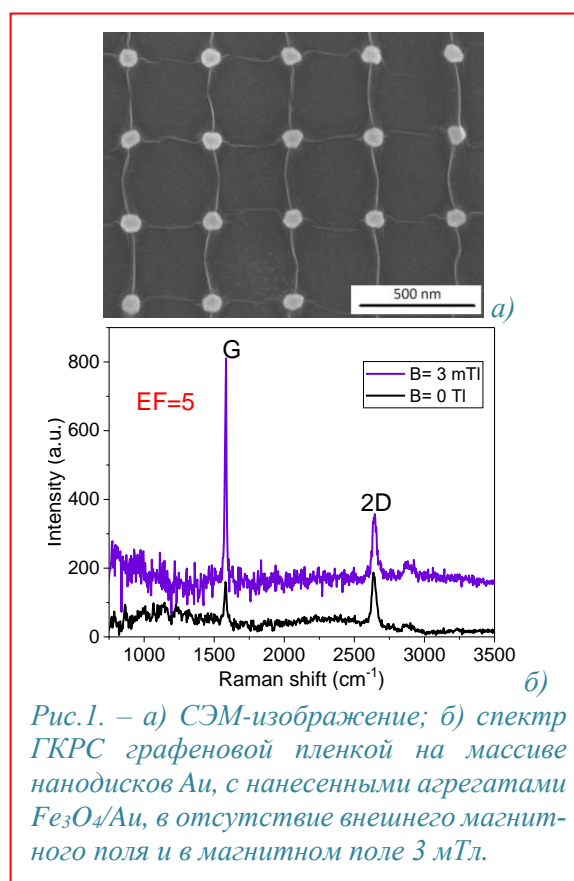 500 nm
а)
G
800
B= 3 mTl
B= 0 Tl
EF=5
600
2D
400
200
0
Intensity (a.u.)
1000 1500 2000 2500 3000 3500
Raman shift (cm-1)
б)
Рис.1. – а) СЭМ-изображение; б) спектр
ГКРС графеновой пленкой на массиве
нанодисков Au, с нанесенными агрегатами
Fe3O4/Au, в отсутствие внешнего магнит-
ного поля и в магнитном поле 3 мТл.